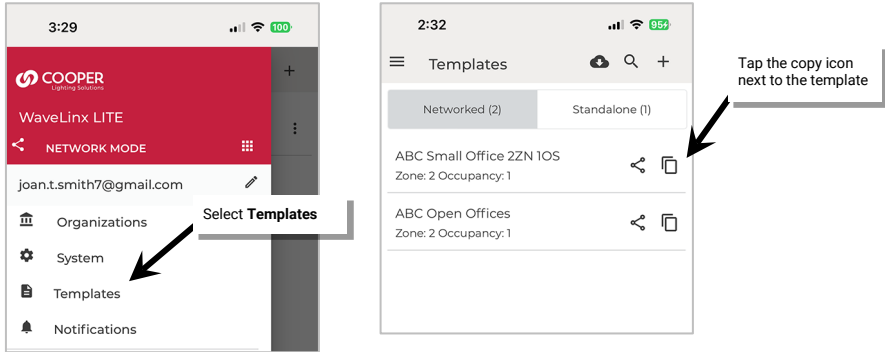 3:29
100
COOPER
Lighting Solutions
WaveLinx LITE
NETWORK MODE
joan.t.smith7@gmail.com
Organizations
System
Templates
Notifications
Select Templates
2:32
95
Templates
Networked (2)
Standalone (1)
ABC Small Office 2ZN 1OS
Zone: 2 Occupancy: 1
ABC Open Offices
Zone: 2 Occupancy: 1
Tap the copy icon
next to the template